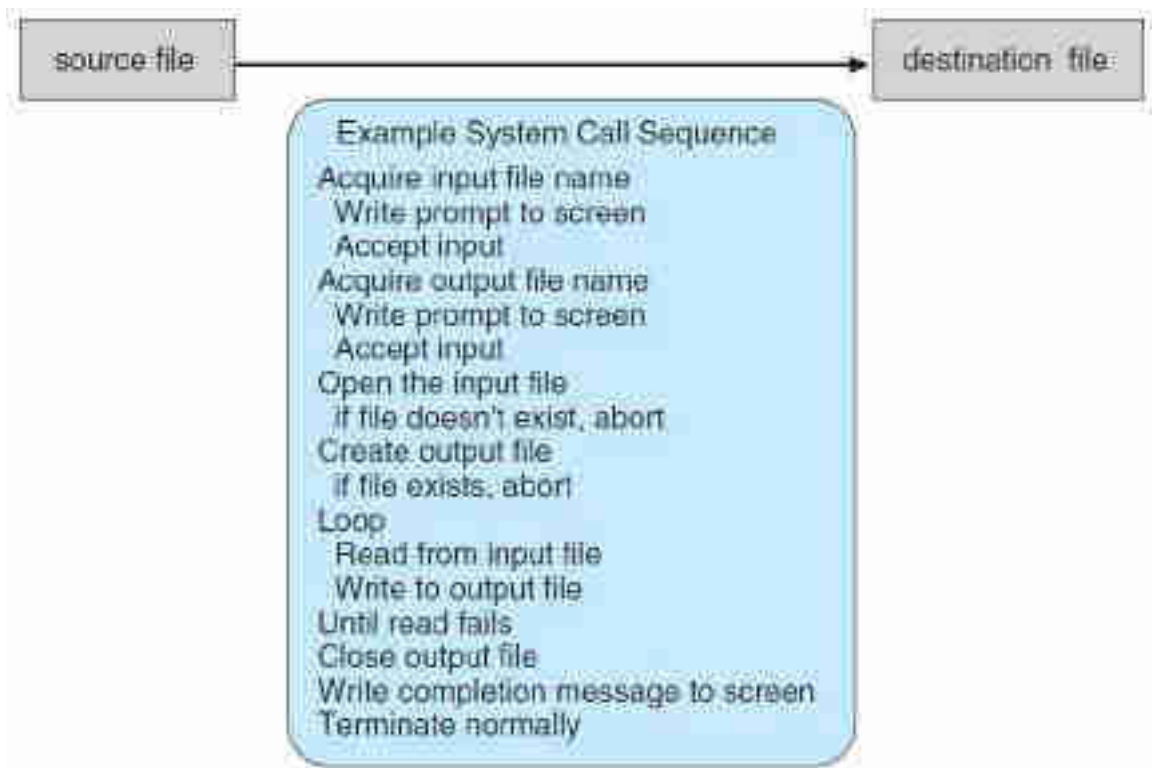 source file
destination file
Example System Call Sequence
Acquire input file name
Write prompt to screen
Accept input
Acquire output file name
Write prompt to screen
Accept input
Open the input file
if file doesn't exist, abort
Create output file
if file exists, abort
Loop
Read from input file
Write to output file
Until read fails
Close output file
Write completion message to screen
Terminate normally